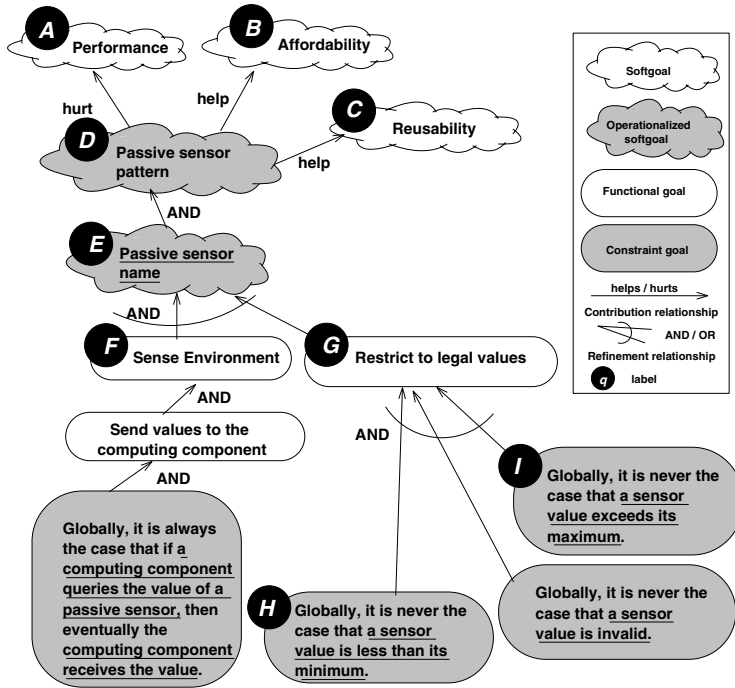 A
Performance
B
Affordability
hurt
help
C
Reusability
D
Passive sensor
pattern
help
AND
E
Passive sensor
name
AND
F
Sense Environment
G
Restrict to legal values
AND
Send values to the
computing component
AND
AND
Globally, it is always
the case that if a
computing component
queries the value of a
passive sensor, then
eventually the
computing component
receives the value.
H
Globally, it is never the
case that a sensor
value is less than its
minimum.
I
Globally, it is never the
case that a sensor
value exceeds its
maximum.
Globally, it is never the
case that a sensor
value is invalid.
Softgoal
Operationalized
softgoal
Functional goal
Constraint goal
helps / hurts
Contribution relationship
AND / OR
Refinement relationship
q
label